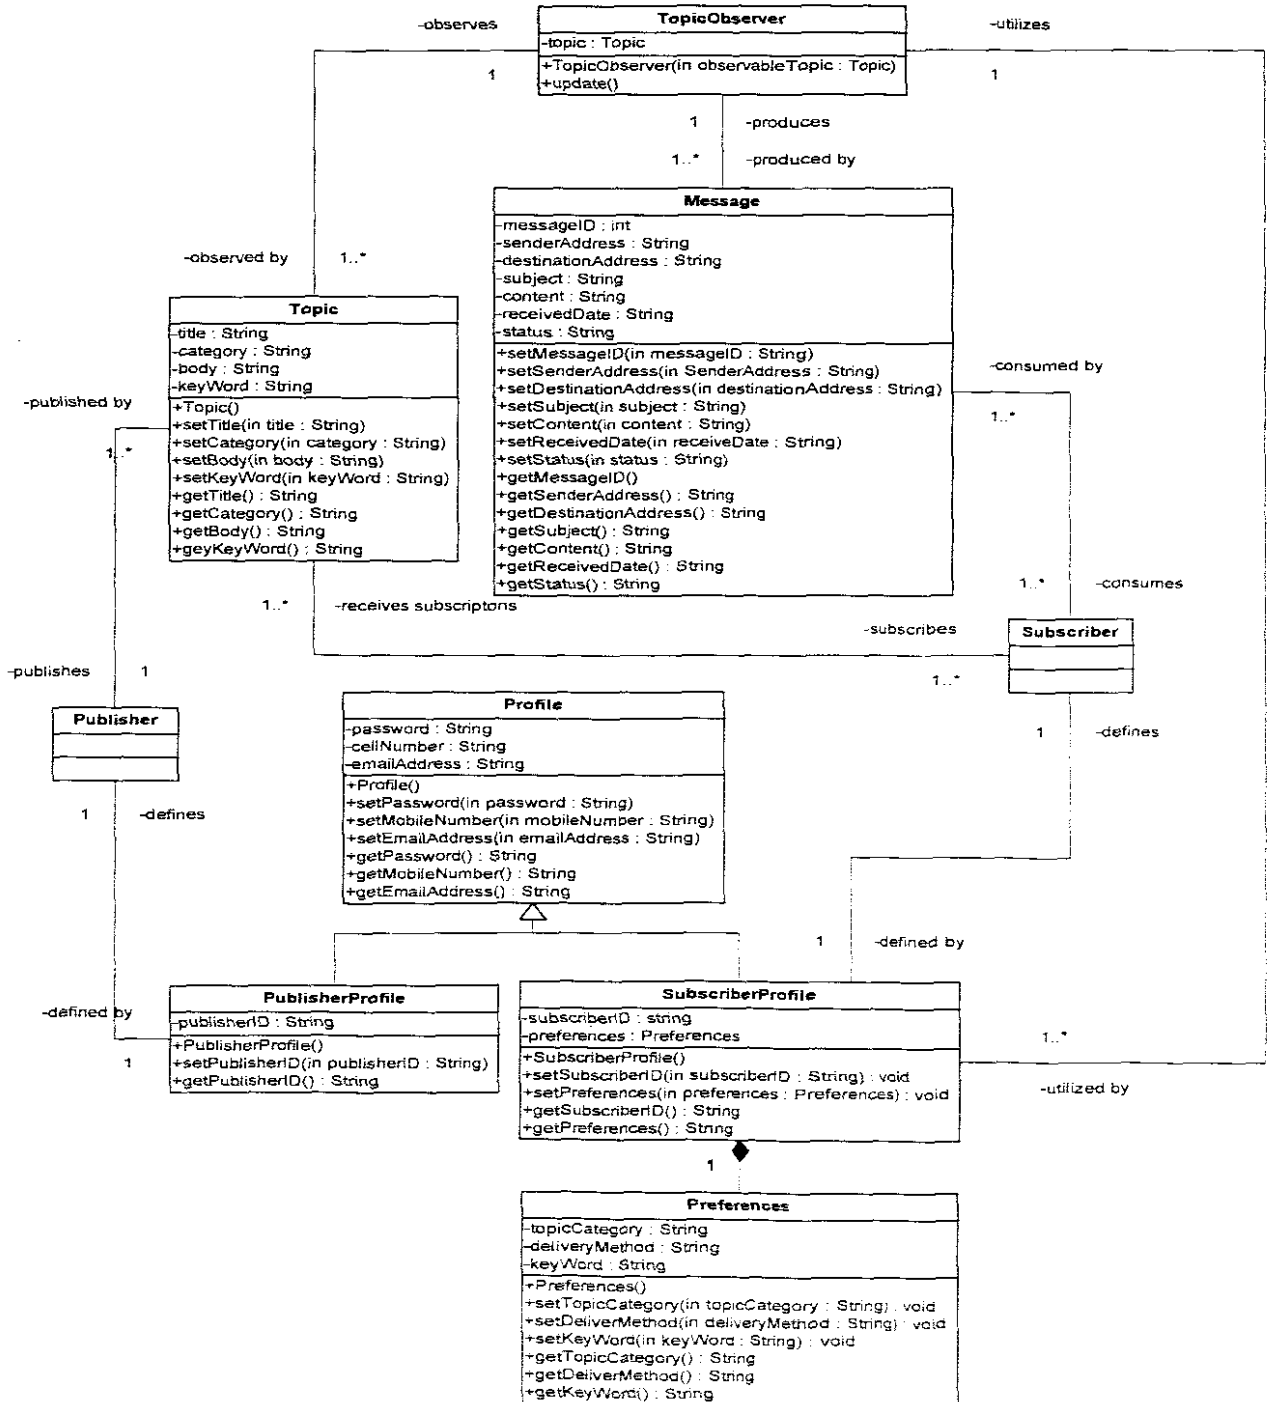 TopicObserver
-topic : Topic
+TopicObserver(in observableTopic : Topic)
+update()
-observes
1
-utilizes
1
1
-produces
1..*
-produced by
Message
-messageID : int
-senderAddress : String
-destinationAddress : String
-subject : String
-content : String
-receivedDate : String
-status : String
+setMessageID(in messageID : String)
+setSenderAddress(in SenderAddress : String)
+setDestinationAddress(in destinationAddress : String)
+setSubject(in subject : String)
+setContent(in content : String)
+setReceivedDate(in receiveDate : String)
+setStatus(in status : String)
+getMessageID()
+getSenderAddress() : String
+getDestinationAddress() : String
+getSubject() : String
+getContent() : String
+getReceivedDate() : String
+getStatus() : String
-observed by
1..*
Topic
-title : String
-category : String
-body : String
-keyWord : String
+Topic()
+setTitle(in title : String)
+setCategory(in category : String)
+setBody(in body : String)
+setKeyWord(in keyWord : String)
+getTitle() : String
+getCategory() : String
+getBody() : String
+geyKeyWord() : String
-published by
1..*
-consumed by
1..*
1..*
-consumes
1..*
-receives subscriptons
-subscribes
1..*
Subscriber
-publishes
1
Publisher
1
-defines
1
-defines
Profile
-password : String
-cellNumber : String
-emailAddress : String
+Profile()
+setPassword(in password : String)
+setMobileNumber(in mobileNumber : String)
+setEmailAddress(in emailAddress : String)
+getPassword() : String
+getMobileNumber() : String
+getEmailAddress() : String
1
-defined by
-defined by
1
PublisherProfile
-publisherID : String
+PublisherProfile()
+setPublisherID(in publisherID : String)
+getPublisherID() : String
SubscriberProfile
-subscriberID : string
-preferences : Preferences
+SubscriberProfile()
+setSubscriberID(in subscriberID : String) : void
+setPreferences(in preferences : Preferences) : void
+getSubscriberID() : String
+getPreferences() : String
1..*
-utilized by
1
Preferences
-topicCategory : String
-deliveryMethod : String
-keyWord : String
+Preferences()
+setTopicCategory(in topicCategory : String) : void
+setDeliverMethod(in deliveryMethod : String) : void
+setKeyWord(in keyWord : String) : void
+getTopicCategory() : String
+getDeliverMethod() : String
+getKeyWord() : String